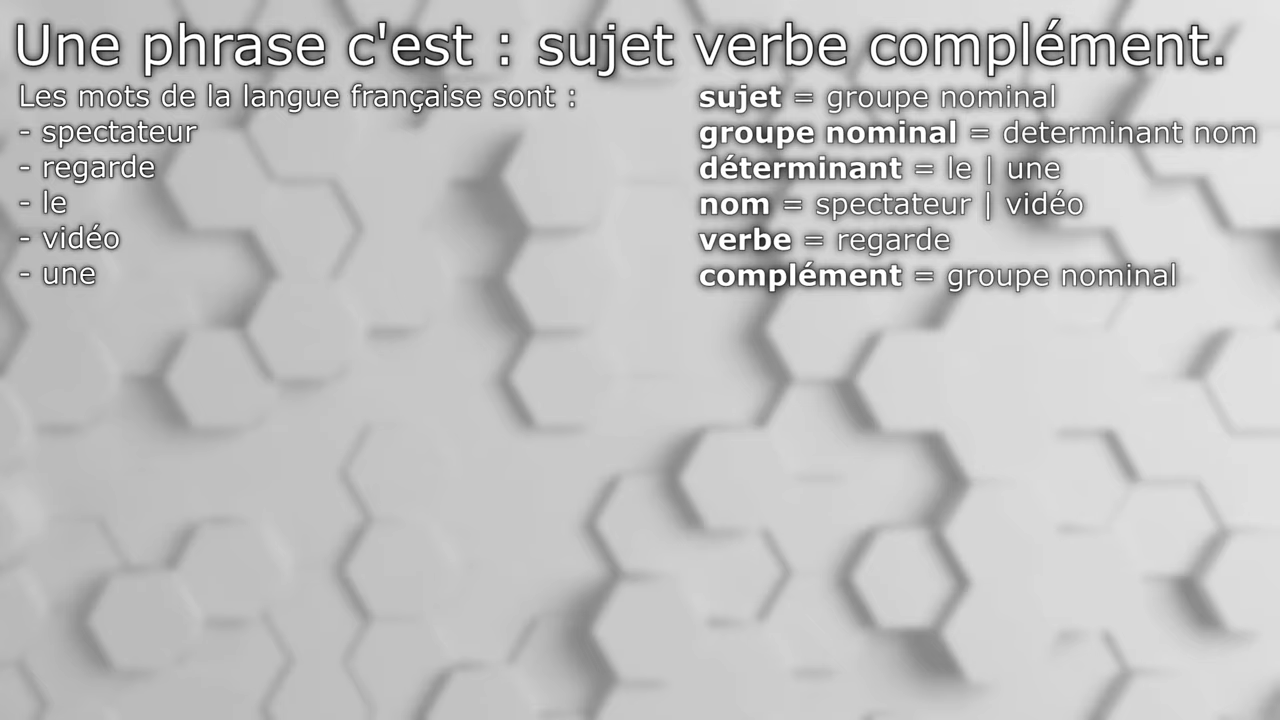 Une phrase c'est : sujet verbe complément.
Les mots de la langue française sont :
- spectateur
- regarde
- le
- vidéo
- une
sujet = groupe nominal
groupe nominal = determinant nom
déterminant = le | une
nom = spectateur | vidéo
verbe = regarde
complément = groupe nominal